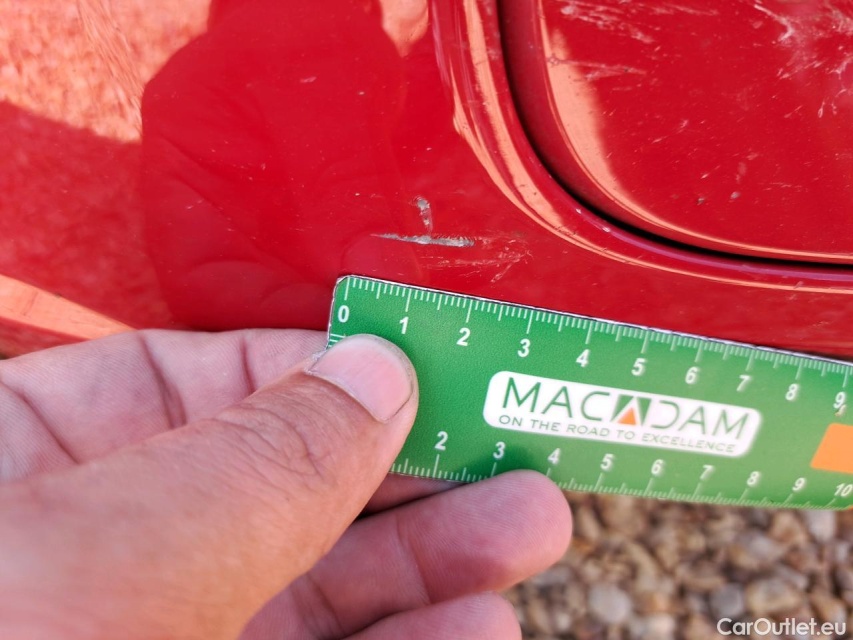 0 1 2 3 4 5 6 7 8 9
MACADAM
ON THE ROAD TO EXCELLENCE
2 3 4 5 6 7 8 9 10
CarOutlet.eu